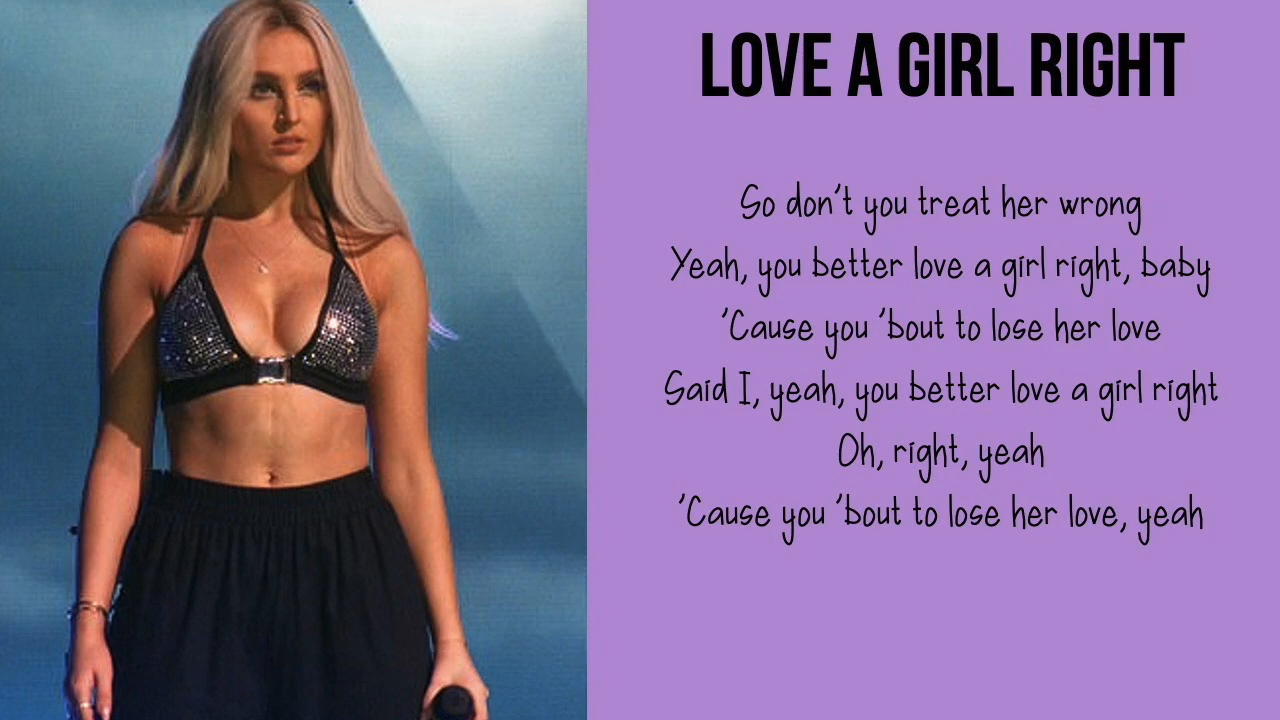 LOVE A GIRL RIGHT
So don't you treat her wrong
Yeah, you better love a girl right, baby
'Cause you 'bout to lose her love
Said I, yeah, you better love a girl right
Oh, right, yeah
'Cause you 'bout to lose her love, yeah